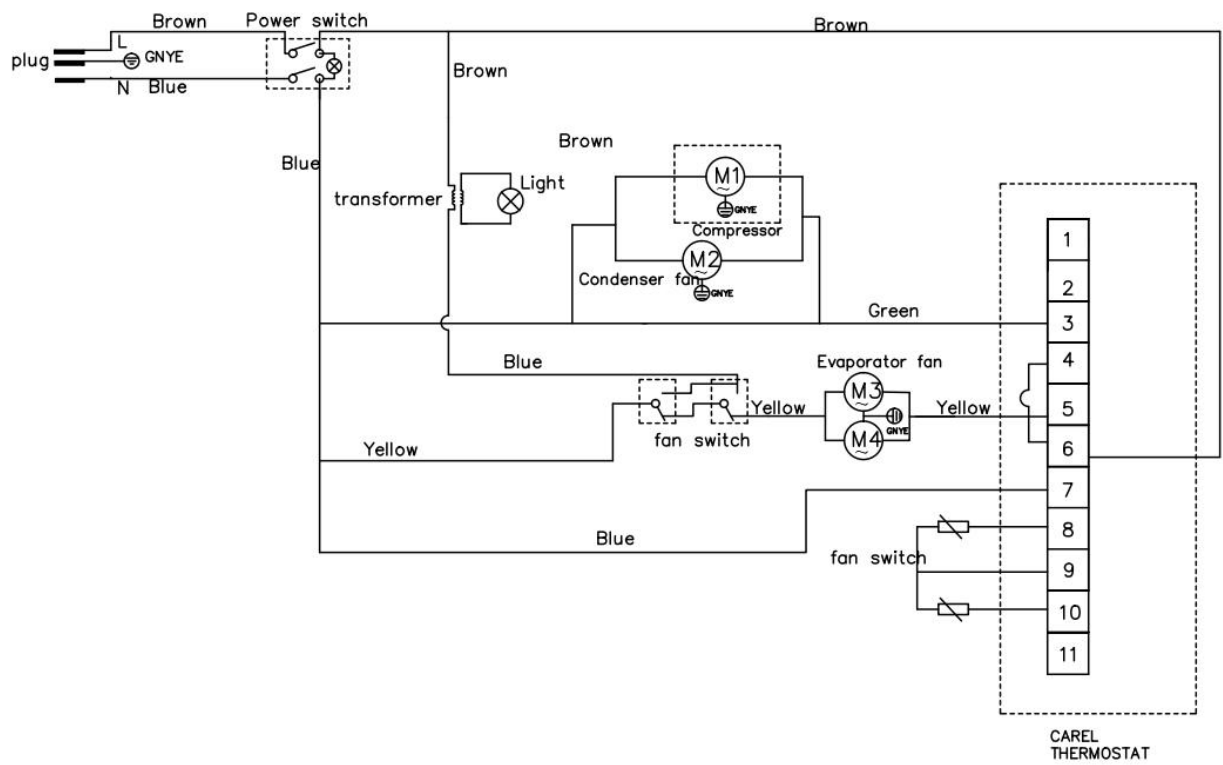 Brown
Power switch
Brown
L
GNYE
plug
N
Blue
Brown
Brown
Blue
transformer
Light
M1
~
GNYE
Compressor
M2
~
Condenser fan
GNYE
Green
Blue
Evaporator fan
M3
~
Yellow
GNYE
Yellow
M4
~
fan switch
Yellow
Blue
fan switch
1
2
3
4
5
6
7
8
9
10
11
CAREL
THERMOSTAT